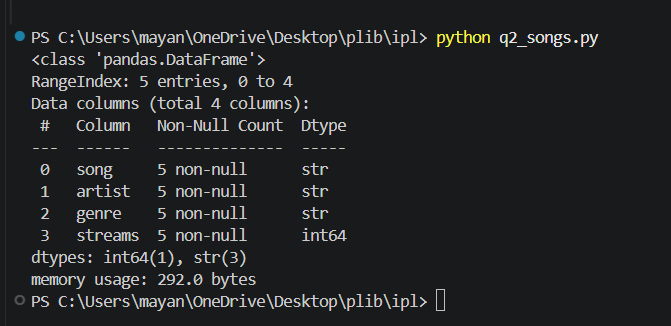 PS C:\Users\mayan\OneDrive\Desktop\plib\ipl> python q2_songs.py
<class 'pandas.DataFrame'>
RangeIndex: 5 entries, 0 to 4
Data columns (total 4 columns):
 #   Column   Non-Null Count  Dtype
---  ------   --------------  -----
 0   song     5 non-null      str
 1   artist   5 non-null      str
 2   genre    5 non-null      str
 3   streams  5 non-null      int64
dtypes: int64(1), str(3)
memory usage: 292.0 bytes
PS C:\Users\mayan\OneDrive\Desktop\plib\ipl>